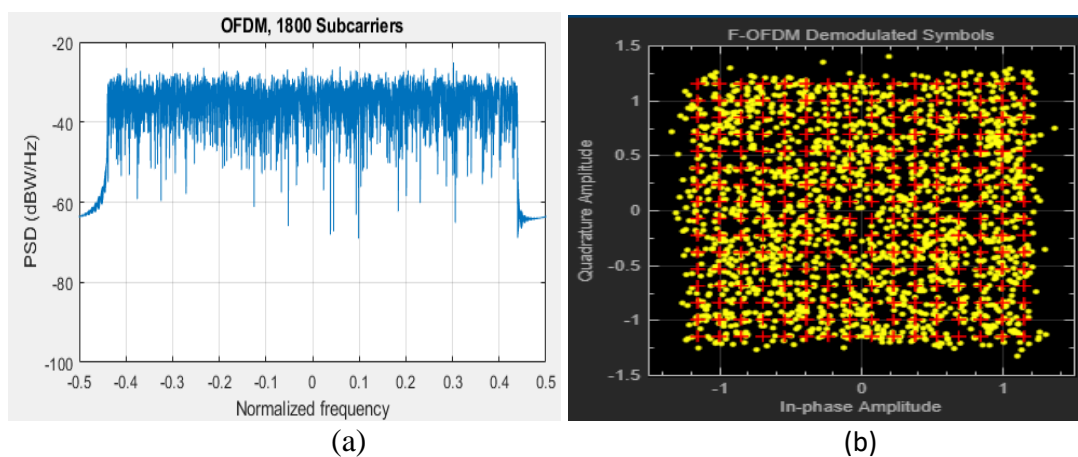 OFDM, 1800 Subcarriers
PSD (dBW/Hz)
-20
-40
-60
-80
-100
-0.5 -0.4 -0.3 -0.2 -0.1 0 0.1 0.2 0.3 0.4 0.5
Normalized frequency
(a)
F-OFDM Demodulated Symbols
Quadrature Amplitude
1.5
1
0.5
0
-0.5
-1
-1.5
-1 0 1
In-phase Amplitude
(b)